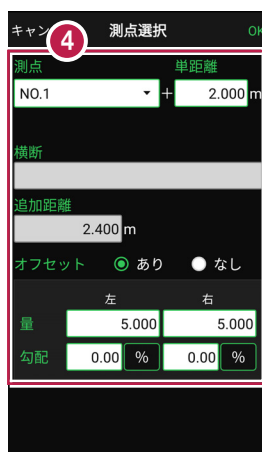 キャン 4 測点選択 OK
測点 単距離
NO.1 + 2.000 m
横断
追加距離
2.400 m
オフセット あり なし
左 右
量 5.000 5.000
勾配 0.00 % 0.00 %